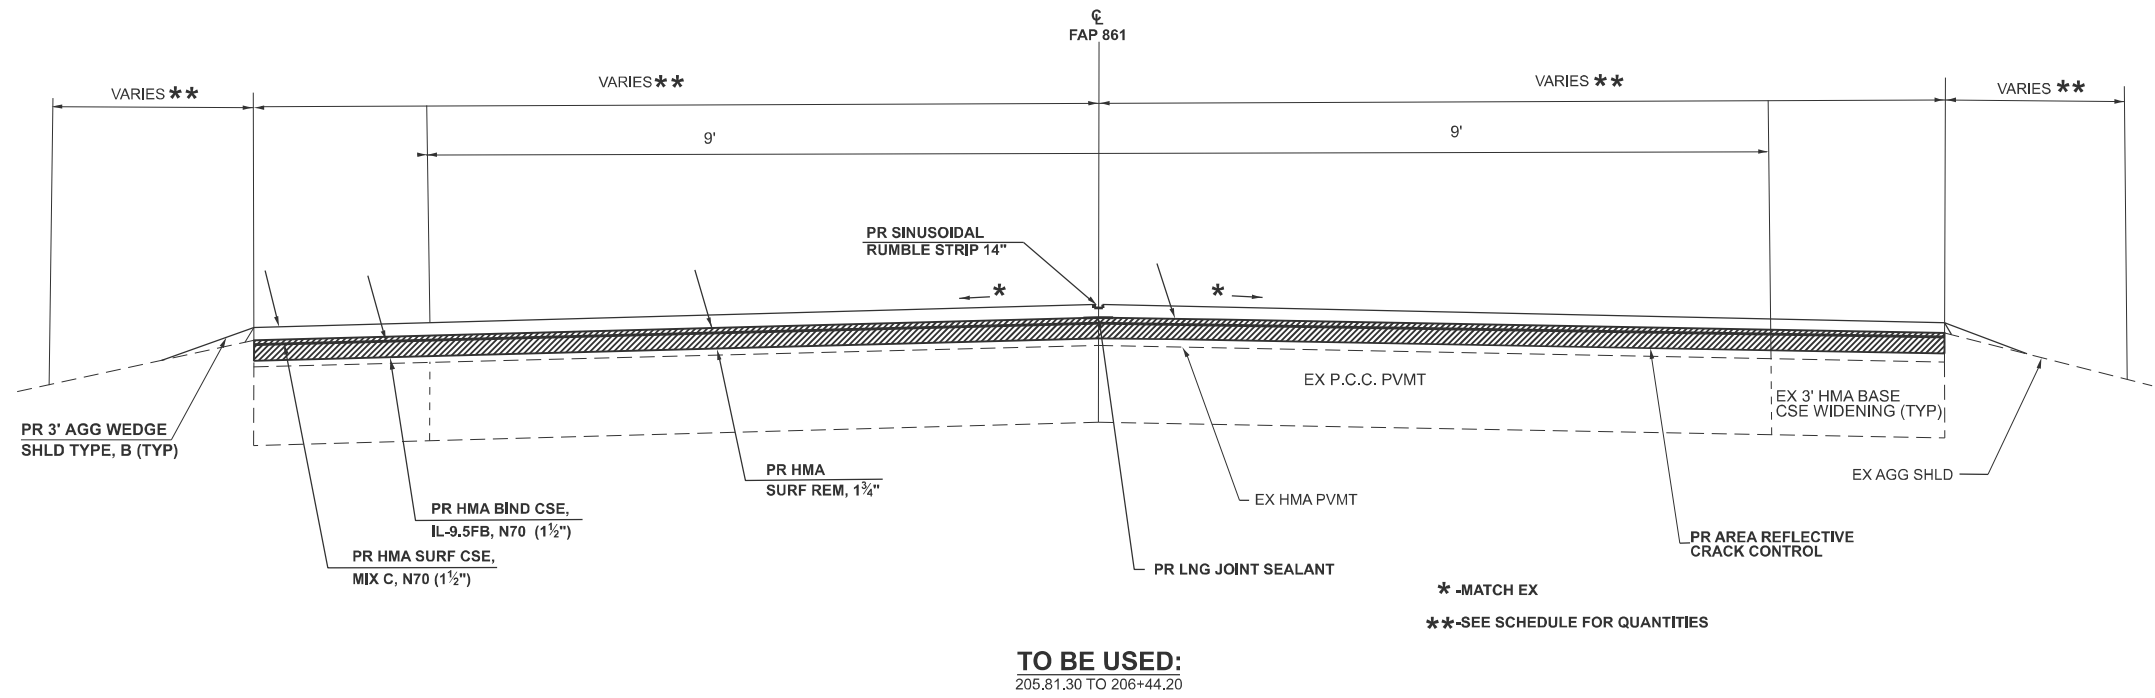 ℄
FAP 861
VARIES **
VARIES **
VARIES **
VARIES **
9'
9'
PR SINUSOIDAL
RUMBLE STRIP 14"
*
*
EX P.C.C. PVMT
EX 3' HMA BASE
CSE WIDENING (TYP)
PR 3' AGG WEDGE
SHLD TYPE, B (TYP)
PR HMA
SURF REM, 1¾"
EX HMA PVMT
EX AGG SHLD
PR HMA BIND CSE,
IL-9.5FB, N70 (1½")
PR AREA REFLECTIVE
CRACK CONTROL
PR HMA SURF CSE,
MIX C, N70 (1½")
PR LNG JOINT SEALANT
* -MATCH EX
**-SEE SCHEDULE FOR QUANTITIES
TO BE USED:
205.81.30 TO 206+44.20